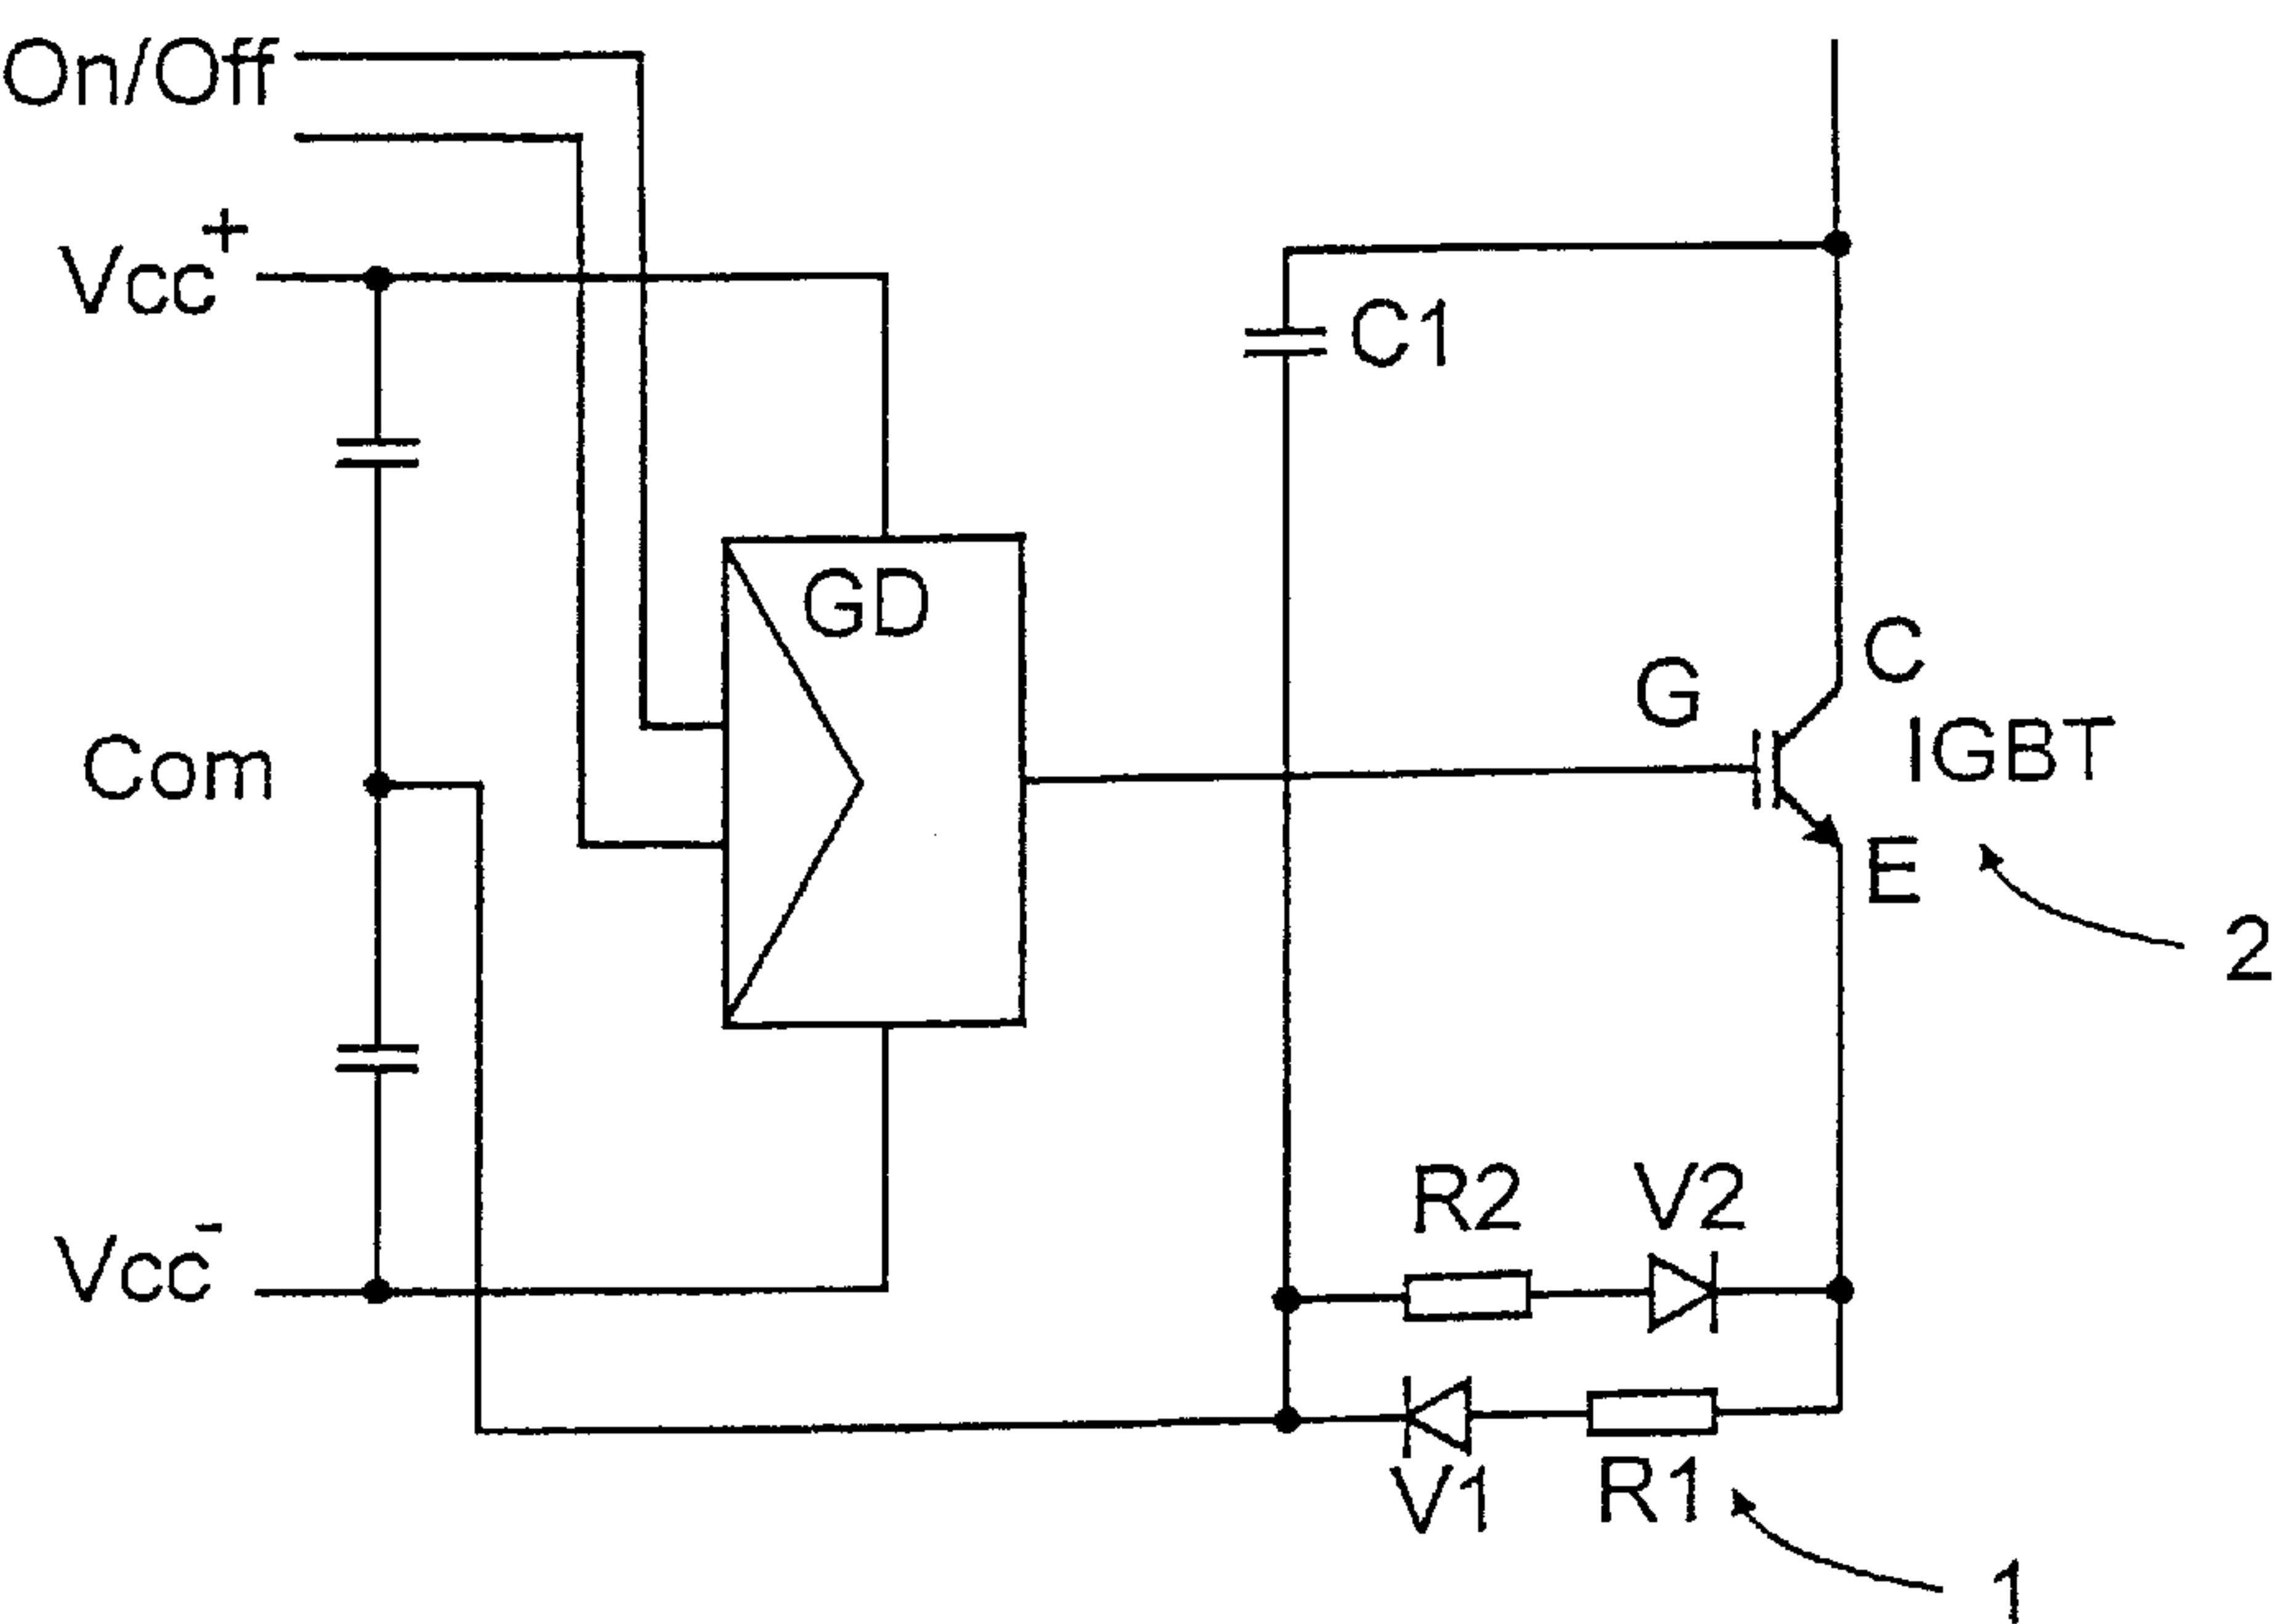 On/Off
Vcc+
C1
GD
C
G
IGBT
Com
E
2
R2
V2
Vcc-
V1
R1
1